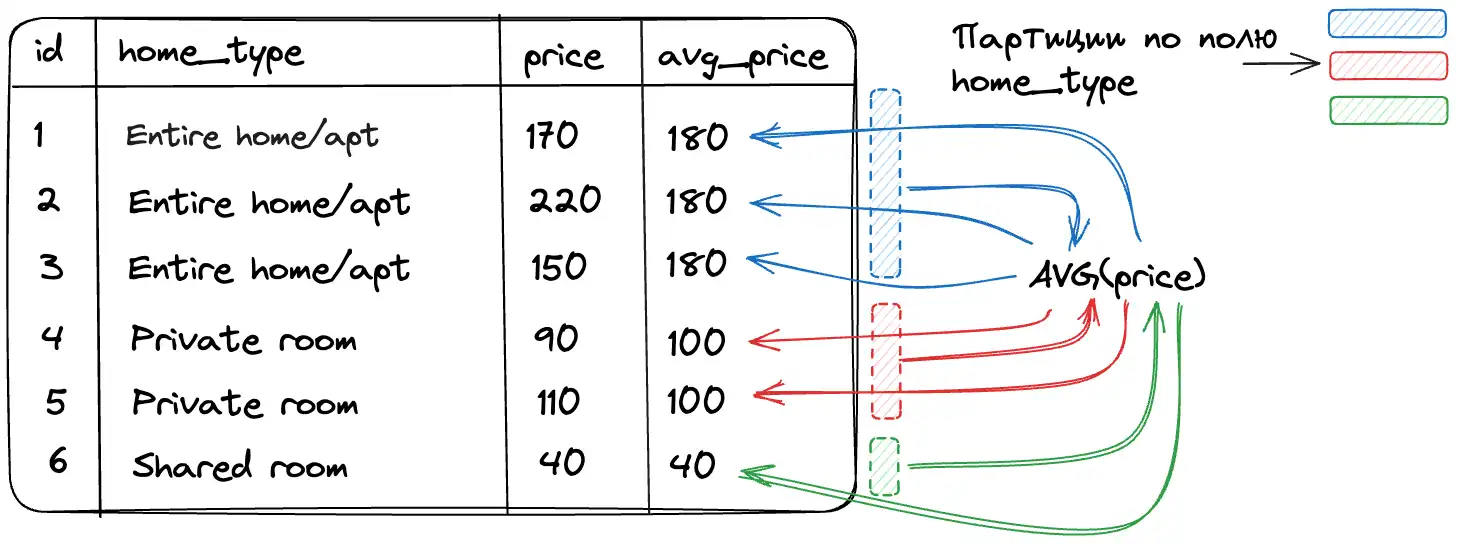 id home_type price avg_price
1 Entire home/apt 170 180
2 Entire home/apt 220 180
3 Entire home/apt 150 180
4 Private room 90 100
5 Private room 110 100
6 Shared room 40 40
Партиции по полю
home_type
AVG(price)